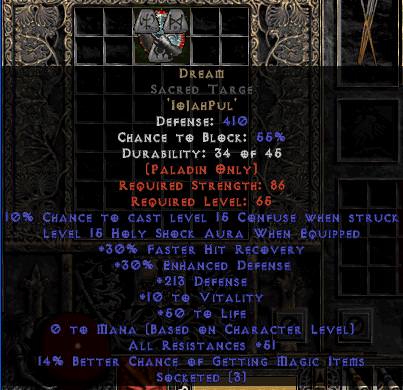 Dream
Sacred Targe
'IoJahPul'
Defense: 410
Chance to Block: 55%
Durability: 34 of 45
(Paladin Only)
Required Strength: 86
Required Level: 65
10% Chance to cast level 15 Confuse when struck
Level 15 Holy Shock Aura When Equipped
+30% Faster Hit Recovery
+30% Enhanced Defense
+213 Defense
+10 to Vitality
+50 to Life
0 to Mana (Based on Character Level)
All Resistances +51
14% Better Chance of Getting Magic Items
Socketed (3)